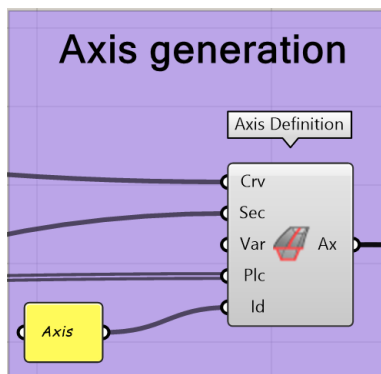 Axis generation
Axis Definition
Crv
Sec
Var
Ax
Plc
Id
Axis